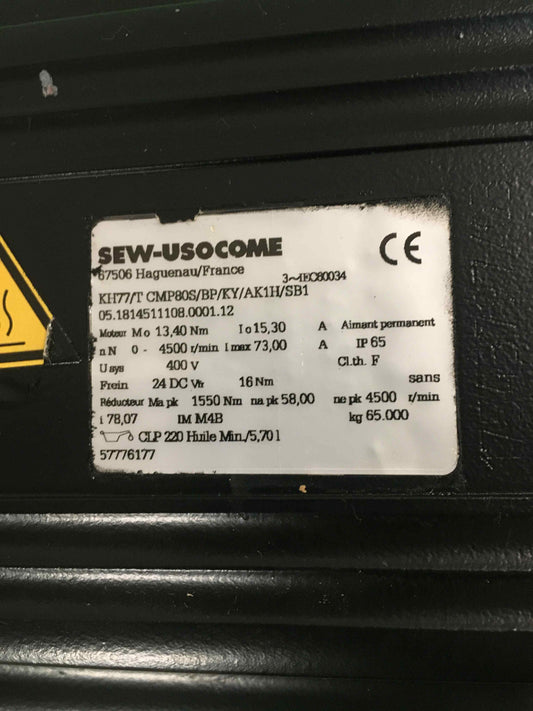 SEW-USOCOME
67506 Haguenau/France 3~IEC60034
KH77/T CMP80S/BP/KY/AK1H/SB1
05.1814511108.0001.12
Moteur Mo 13,40 Nm Io 15,30 A Aimant permanent
nN 0- 4500 r/min Imax 73,00 A IP 65
Usys 400 V Cl.th. F
Frein 24 DC Vfr 16 Nm sans
Réducteur Ma pk 1550 Nm na pk 58,00 ne pk 4500 r/min
i 78,07 IM M4B kg 65.000
CLP 220 Huile Min./5,70 l
57776177
CE